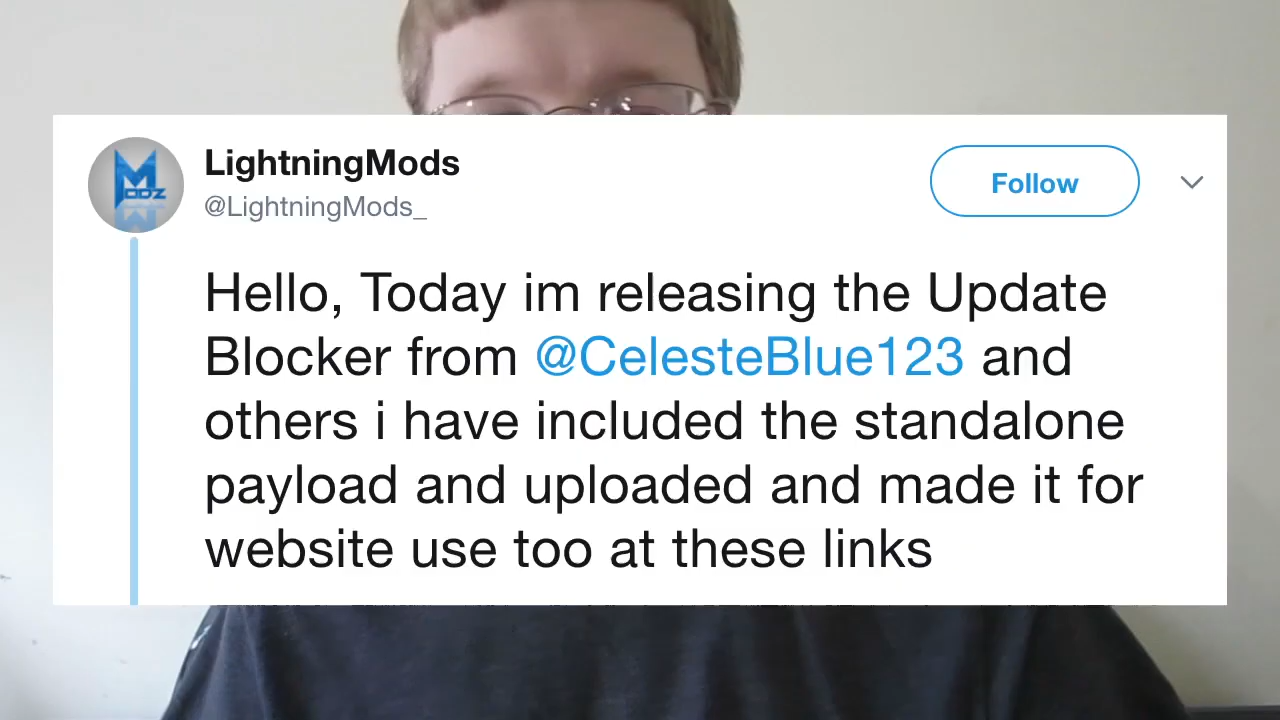 LightningMods
@LightningMods_
Follow
Hello, Today im releasing the Update
Blocker from @CelesteBlue123 and
others i have included the standalone
payload and uploaded and made it for
website use too at these links